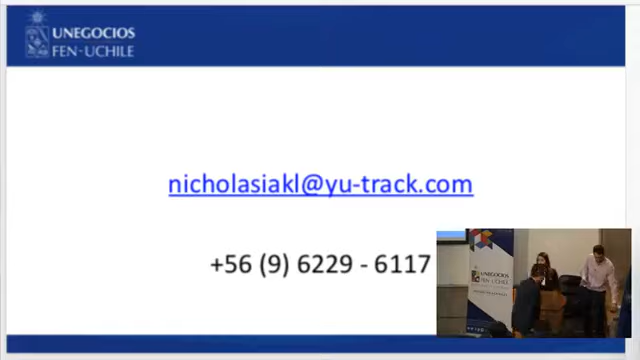 UNEGOCIOS
FEN-UCHILE
nicholasiakl@yu-track.com
+56 (9) 6229 - 6117
UNEGOCIOS
FEN-UCHILE